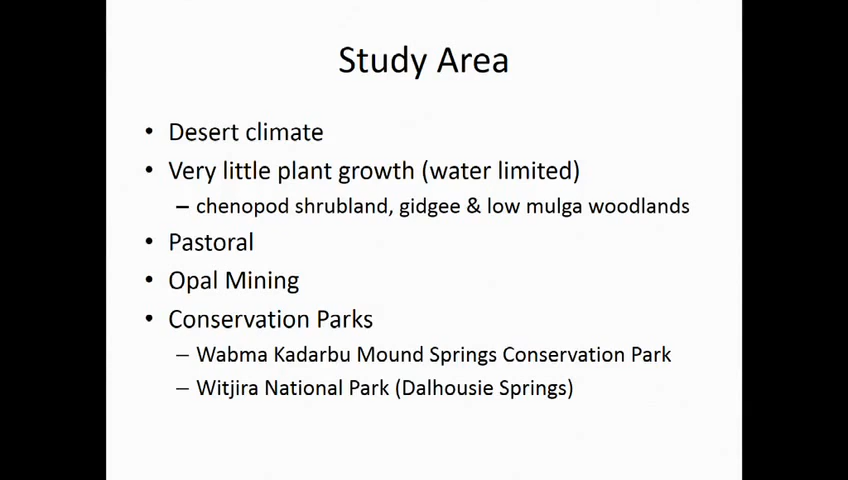 Study Area
• Desert climate
• Very little plant growth (water limited)
– chenopod shrubland, gidgee & low mulga woodlands
• Pastoral
• Opal Mining
• Conservation Parks
– Wabma Kadarbu Mound Springs Conservation Park
– Witjira National Park (Dalhousie Springs)